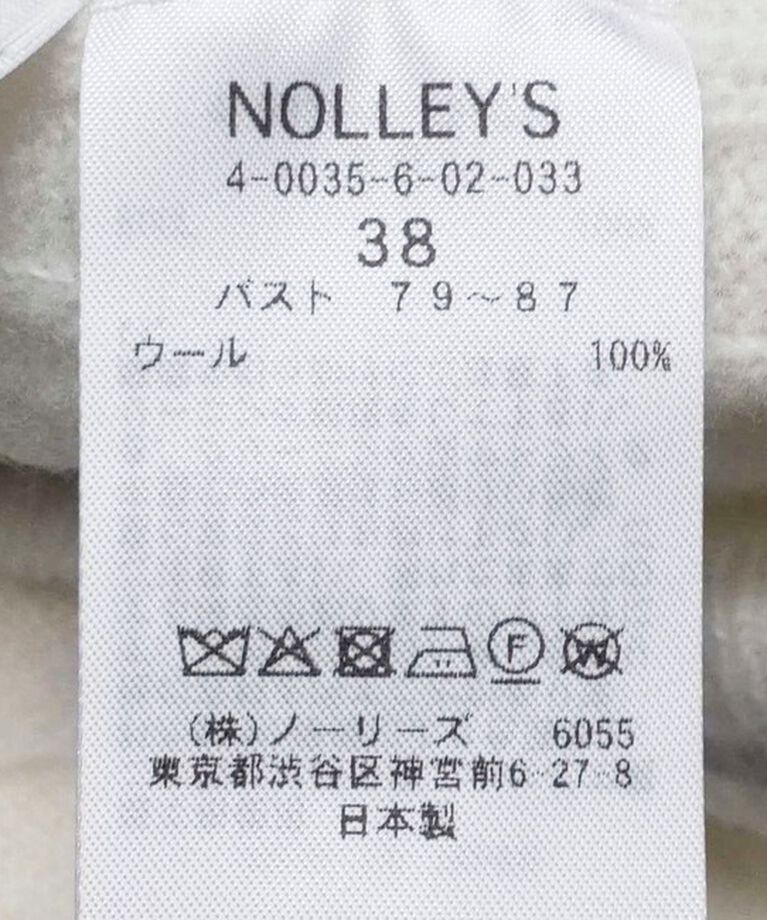 NOLLEY'S
4-0035-6-02-033
38
バスト 79～87
ウール 100%
F W
(株)ノーリーズ 6055
東京都渋谷区神宮前6-27-8
日本製